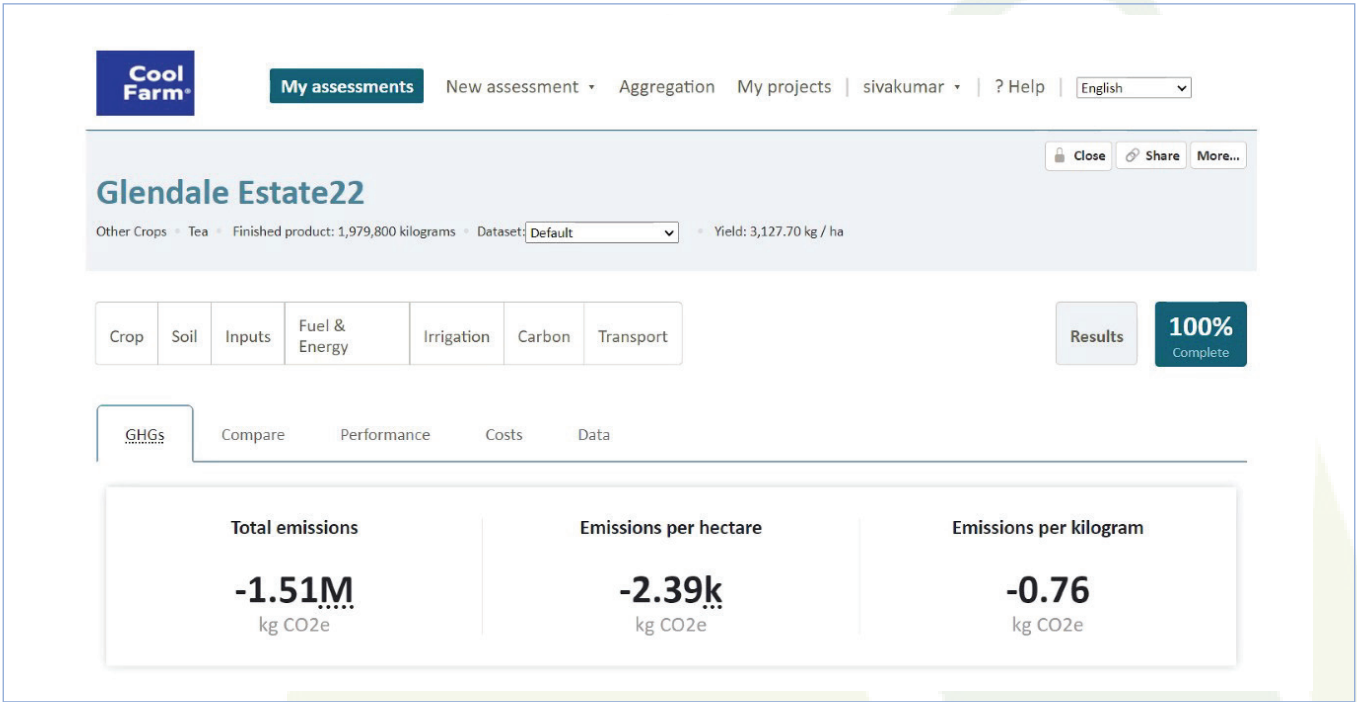 Cool
Farm®
My assessments New assessment ▾ Aggregation My projects | sivakumar ▾ | ? Help | English
Close Share More...
Glendale Estate22
Other Crops • Tea • Finished product: 1,979,800 kilograms • Dataset: Default • Yield: 3,127.70 kg / ha
Crop Soil Inputs Fuel & Energy Irrigation Carbon Transport Results 100% Complete
GHGs Compare Performance Costs Data
Total emissions Emissions per hectare Emissions per kilogram
-1.51M -2.39k -0.76
kg CO2e kg CO2e kg CO2e